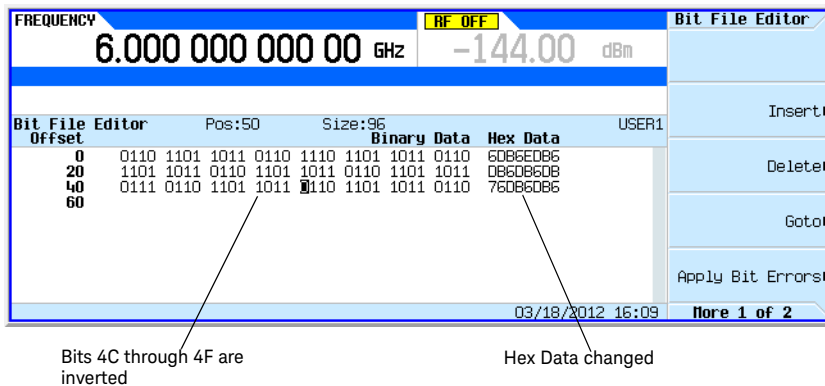 FREQUENCY
6.000 000 000 00 GHz
RF OFF
-144.00 dBm
Bit File Editor Pos:50 Size:96 USER1
Offset Binary Data Hex Data
0 0110 1101 1011 0110 1110 1101 1011 0110 6DB6EDB6
20 1101 1011 0110 1101 1011 0110 1101 1011 DB6DB6DB
40 0111 0110 1101 1011 0110 1101 1011 0110 76DB6DB6
60
03/18/2012 16:09
Bit File Editor
Insert
Delete
Goto
Apply Bit Errors
More 1 of 2
Bits 4C through 4F are
inverted
Hex Data changed